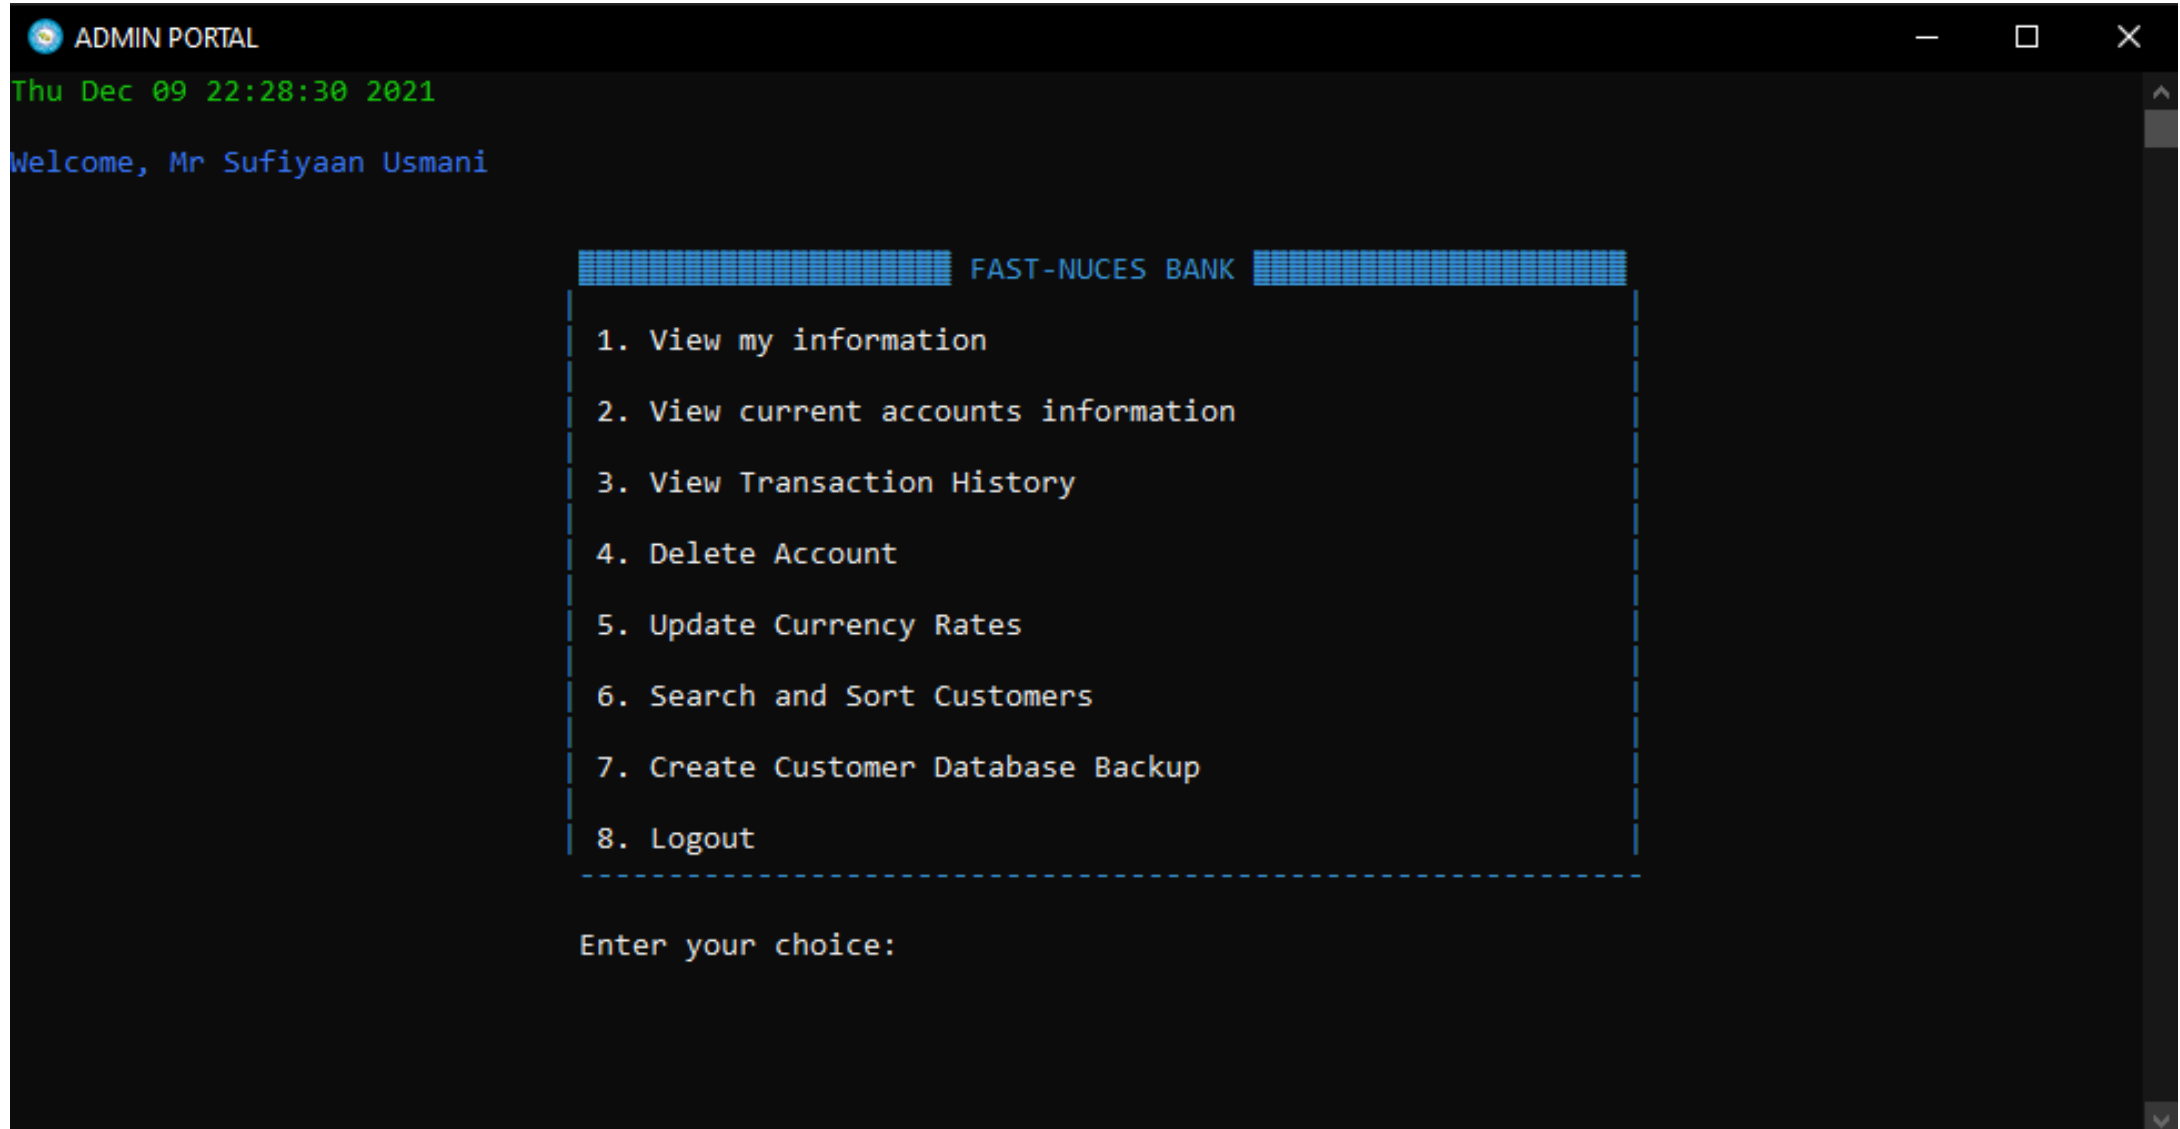 ADMIN PORTAL
Thu Dec 09 22:28:30 2021
Welcome, Mr Sufiyaan Usmani
FAST-NUCES BANK
1. View my information
2. View current accounts information
3. View Transaction History
4. Delete Account
5. Update Currency Rates
6. Search and Sort Customers
7. Create Customer Database Backup
8. Logout
Enter your choice: